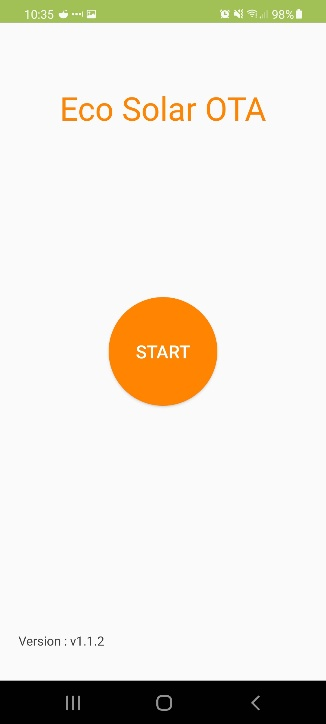 10:35
98%
Eco Solar OTA
START
Version : v1.1.2